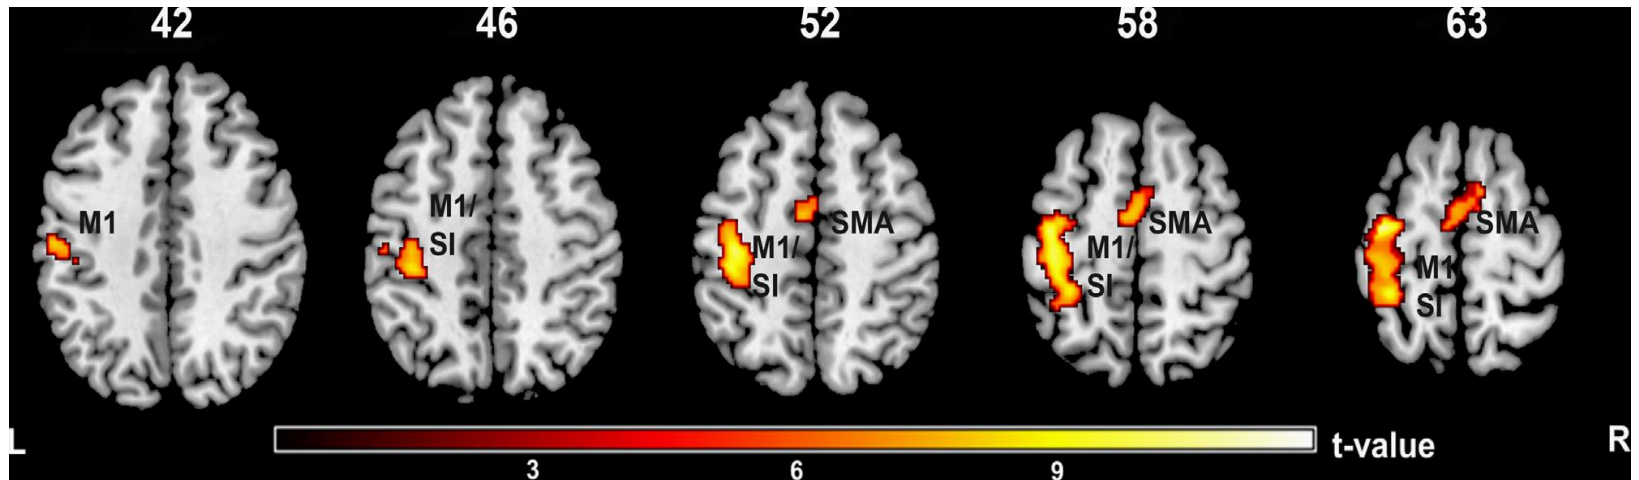 42 46 52 58 63
M1
M1/
SI
M1/
SI
SMA
M1/
SI
SMA
M1
SI
SMA
L
t-value
R
3 6 9